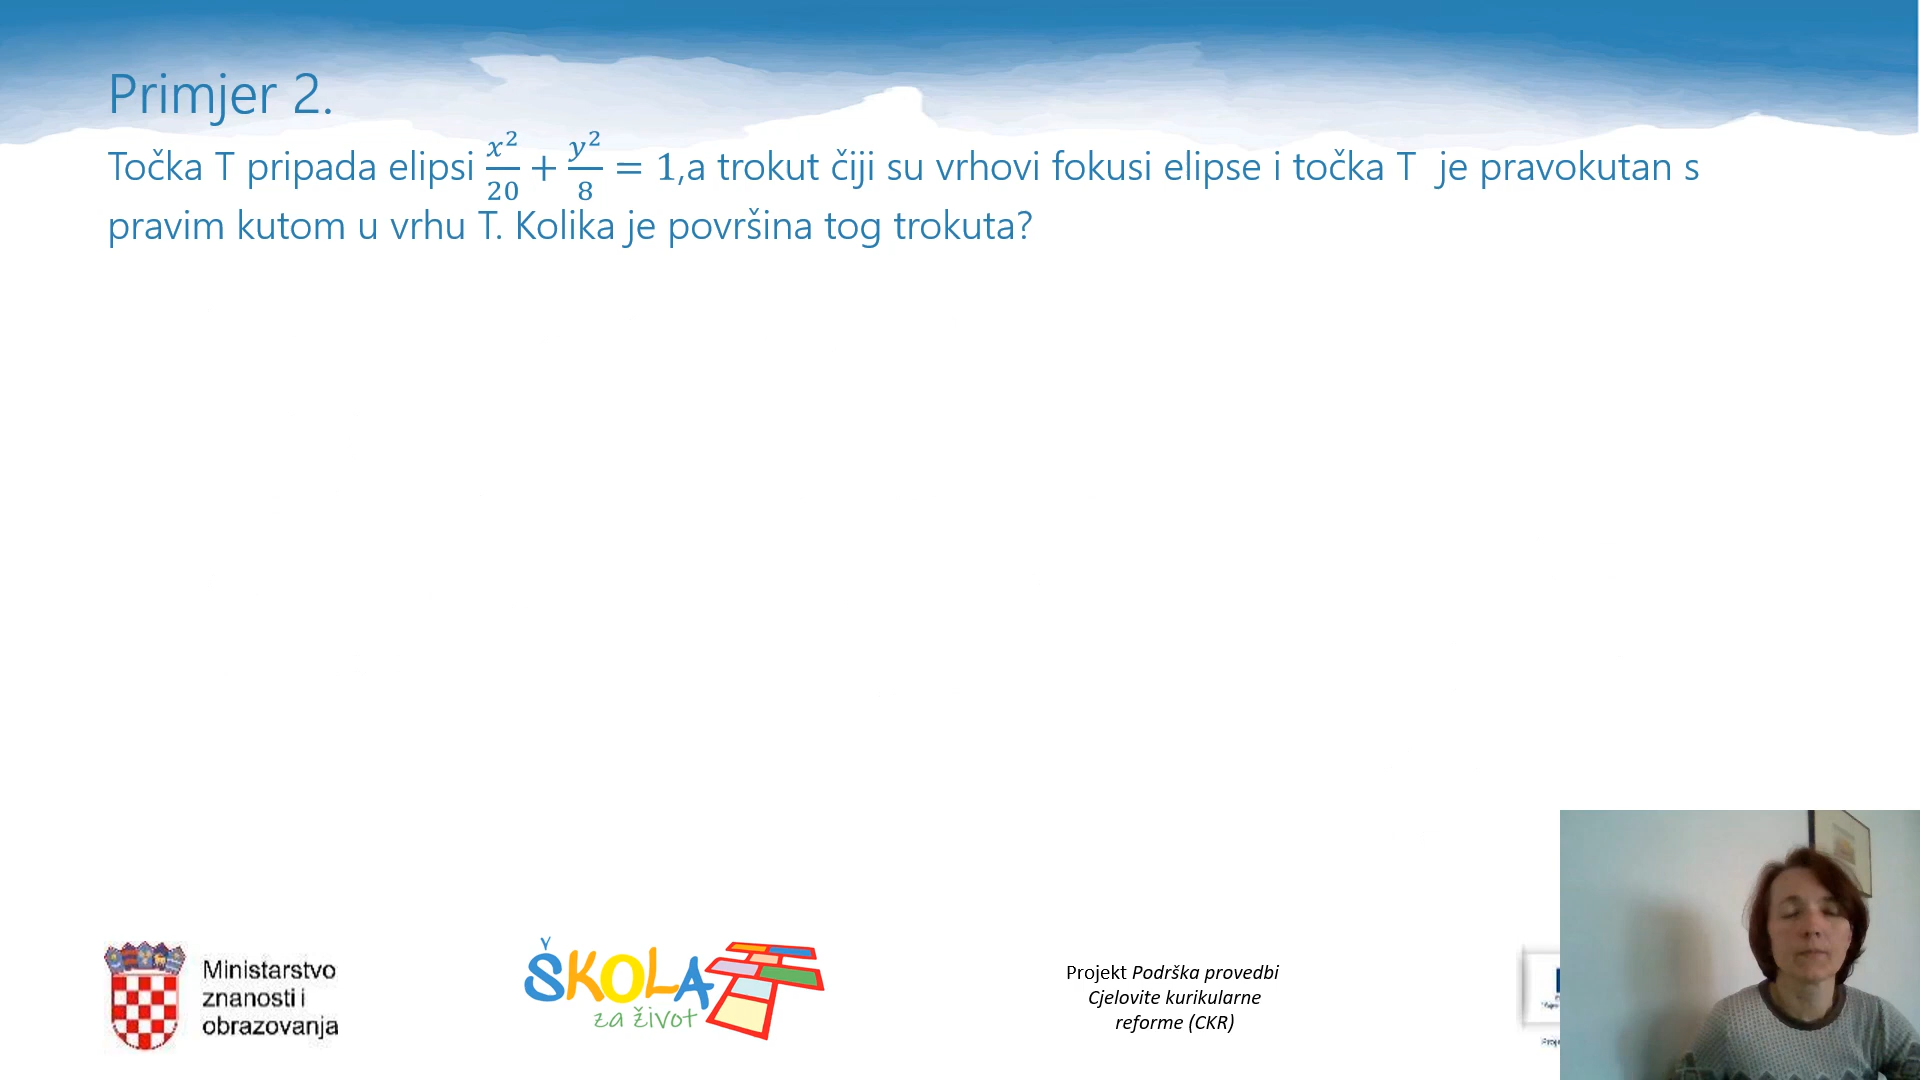 Primjer 2.
Točka T pripada elipsi x²/20 + y²/8 = 1,a trokut čiji su vrhovi fokusi elipse i točka T je pravokutan s
pravim kutom u vrhu T. Kolika je površina tog trokuta?
Ministarstvo
znanosti i
obrazovanja
ŠKOLA
za život
Projekt Podrška provedbi
Cjelovite kurikularne
reforme (CKR)